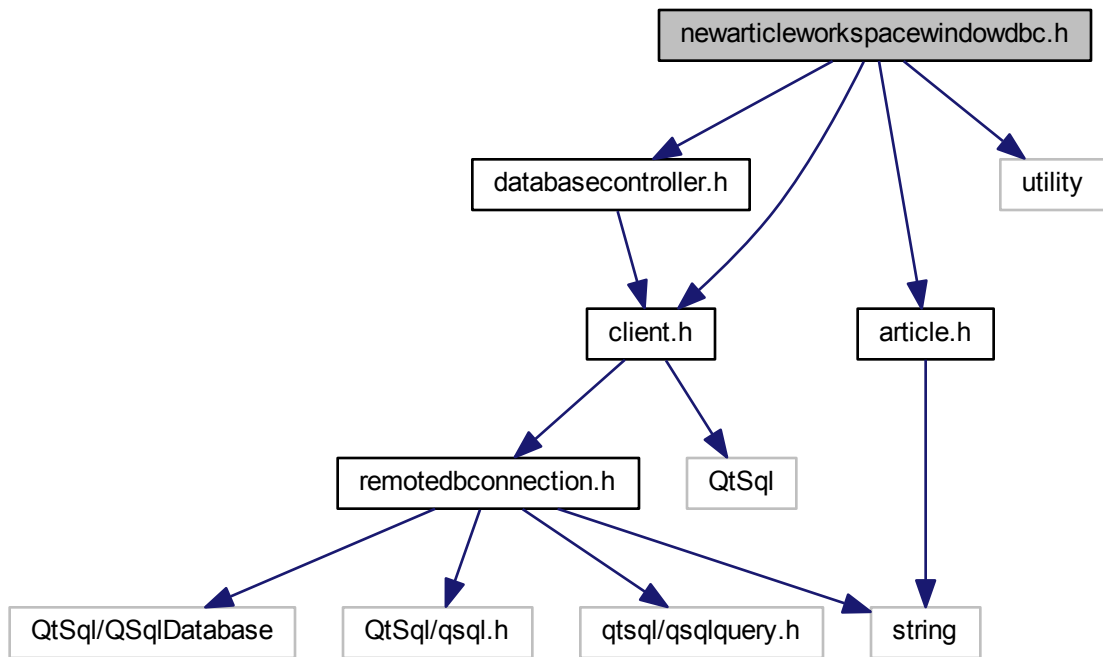 newarticleworkspacewindowdbc.h
databasecontroller.h
utility
client.h
article.h
remotedbconnection.h
QtSql
QtSql/QSqlDatabase
QtSql/qsql.h
qtsql/qsqlquery.h
string